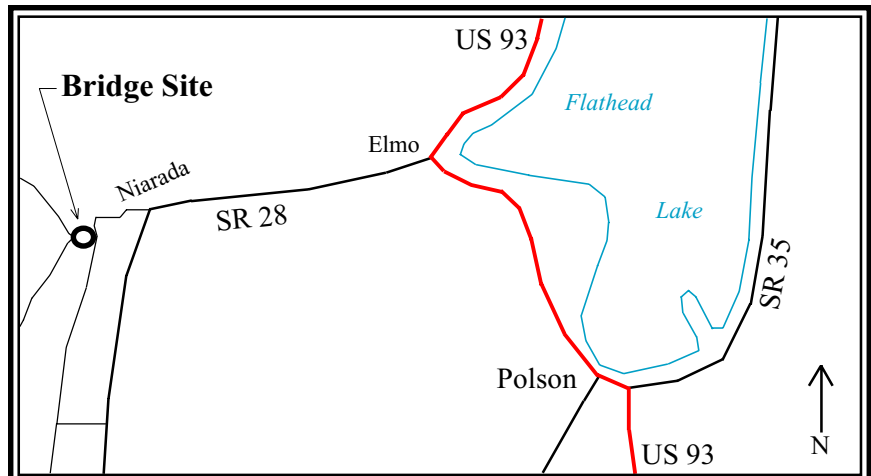 US 93
Bridge Site
Flathead
Elmo
Niarada
SR 28
Lake
SR 35
Polson
N
US 93